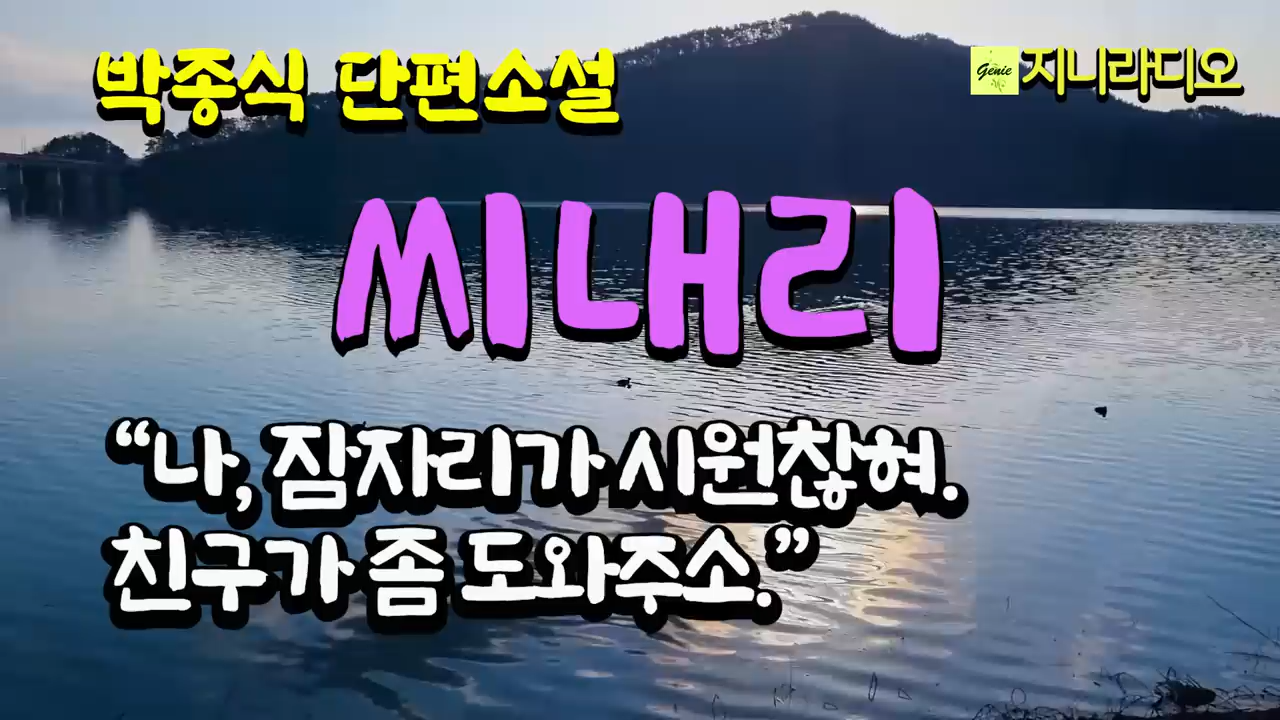 박종식 단편소설
Genie 지니라디오
씨내리
“나, 잠자리가 시원찮혀.
친구가 좀 도와주소.”